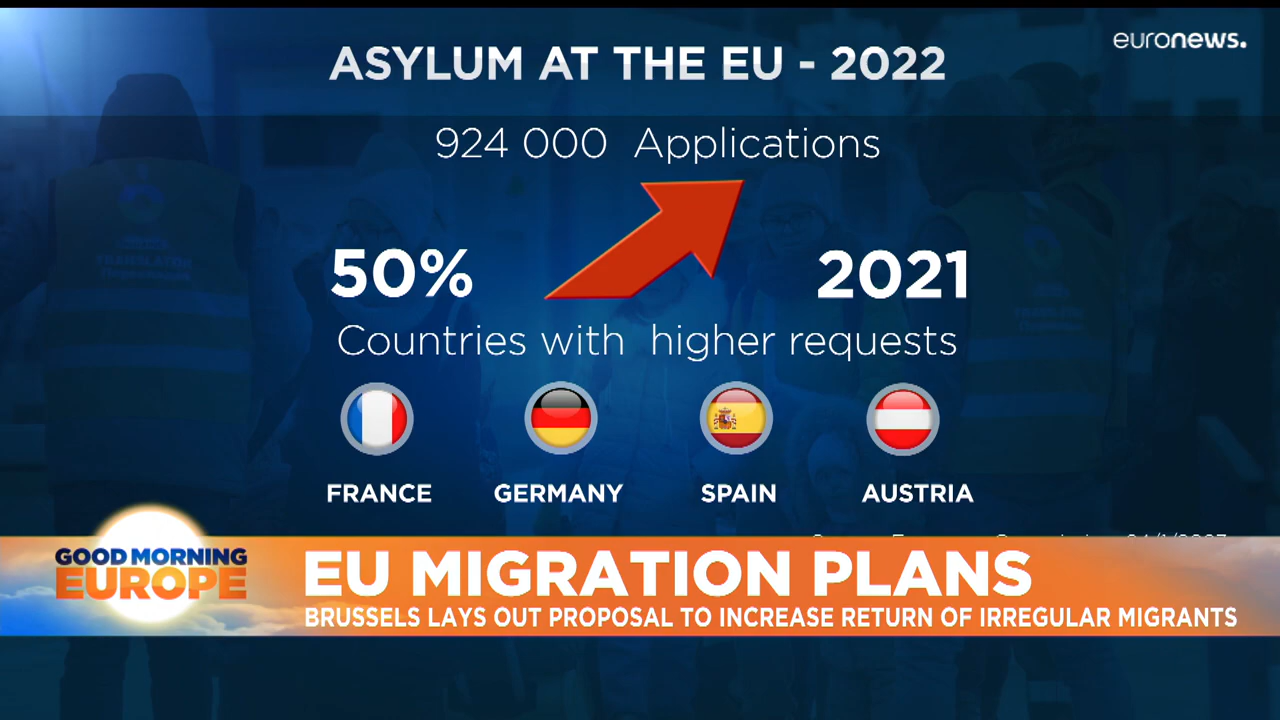 euronews.
ASYLUM AT THE EU - 2022
924 000 Applications
50% 2021
Countries with higher requests
FRANCE GERMANY SPAIN AUSTRIA
TRANSLATOR
GOOD MORNING
EUROPE
EU MIGRATION PLANS
BRUSSELS LAYS OUT PROPOSAL TO INCREASE RETURN OF IRREGULAR MIGRANTS